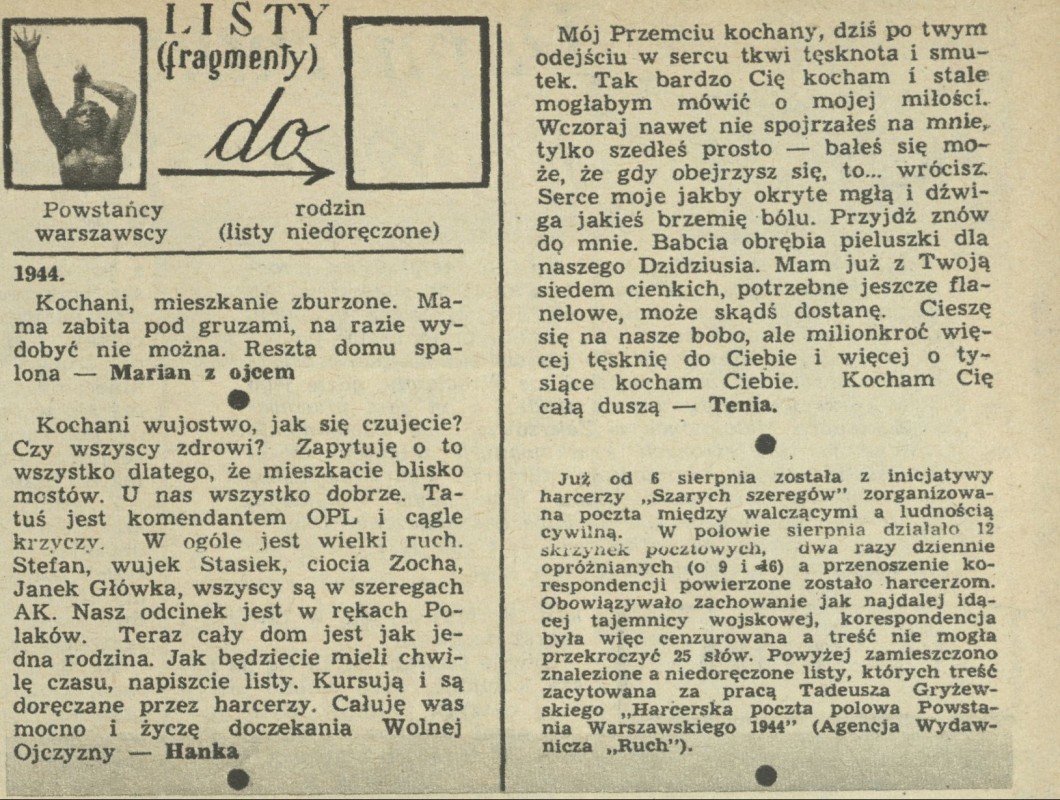 LISTY
(fragmenty)
do
Powstańcy
warszawscy
rodzin
(listy niedoręczone)
1944.
Kochani, mieszkanie zburzone. Ma-
ma zabita pod gruzami, na razie wy-
dobyć nie można. Reszta domu spa-
lona — Marian z ojcem
Kochani wujostwo, jak się czujecie?
Czy wszyscy zdrowi? Zapytuję o to
wszystko dlatego, że mieszkacie blisko
mostów. U nas wszystko dobrze. Ta-
tuś jest komendantem OPL i cągle
krzyczy. W ogóle jest wielki ruch.
Stefan, wujek Stasiek, ciocia Zocha,
Janek Główka, wszyscy są w szeregach
AK. Nasz odcinek jest w rękach Po-
laków. Teraz cały dom jest jak je-
dna rodzina. Jak będziecie mieli chwi-
lę czasu, napiszcie listy. Kursują i są
doręczane przez harcerzy. Całuję was
mocno i życzę doczekania Wolnej
Ojczyzny — Hanka
Mój Przemciu kochany, dziś po twym
odejściu w sercu tkwi tęsknota i smu-
tek. Tak bardzo Cię kocham i stale
mogłabym mówić o mojej miłości.
Wczoraj nawet nie spojrzałeś na mnie,
tylko szedłeś prosto — bałeś się mo-
że, że gdy obejrzysz się, to... wrócisz.
Serce moje jakby okryte mgłą i dźwi-
ga jakieś brzemię bólu. Przyjdź znów
do mnie. Babcia obrębia pieluszki dla
naszego Dzidziusia. Mam już z Twoją
siedem cienkich, potrzebne jeszcze fla-
nelowe, może skądś dostanę. Cieszę
się na nasze bobo, ale milionkroć wię-
cej tęsknię do Ciebie i więcej o ty-
siące kocham Ciebie. Kocham Cię
całą duszą — Tenia.
Już od 6 sierpnia została z inicjatywy
harcerzy „Szarych szeregów" zorganizowa-
na poczta między walczącymi a ludnością
cywilną. W połowie sierpnia działało 12
skrzynek pocztowych, dwa razy dziennie
opróżnianych (o 9 i 16) a przenoszenie ko-
respondencji powierzone zostało harcerzom.
Obowiązywało zachowanie jak najdalej idą-
cej tajemnicy wojskowej, korespondencja
była więc cenzurowana a treść nie mogła
przekroczyć 25 słów. Powyżej zamieszczono
znalezione a niedoręczone listy, których treść
zacytowana za pracą Tadeusza Gryżew-
skiego „Harcerska poczta polowa Powsta-
nia Warszawskiego 1944" (Agencja Wydaw-
nicza „Ruch").